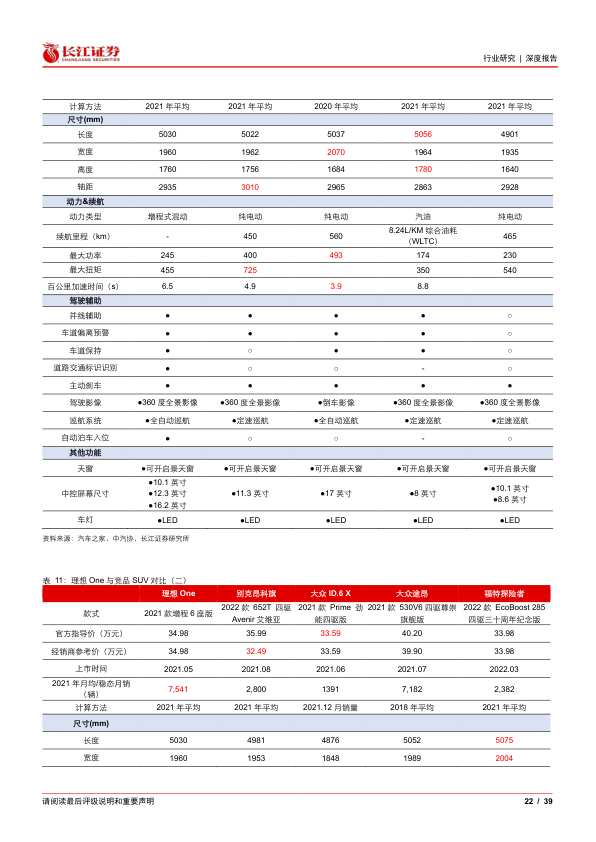 长江证券
CHANGJIANG SECURITIES
行业研究 | 深度报告
计算方法 2021 年平均 2021 年平均 2020 年平均 2021 年平均 2021 年平均
尺寸(mm)
长度 5030 5022 5037 5056 4901
宽度 1960 1962 2070 1964 1935
高度 1760 1756 1684 1780 1640
轴距 2935 3010 2965 2863 2928
动力&续航
动力类型 增程式混动 纯电动 纯电动 汽油 纯电动
续航里程（km） - 450 560 8.24L/KM 综合油耗（WLTC） 465
最大功率 245 400 493 174 230
最大扭矩 455 725 350 540
百公里加速时间（s） 6.5 4.9 3.9 8.8
驾驶辅助
并线辅助 ● ● ● ● ○
车道偏离预警 ● ● ● ● ○
车道保持 ● ○ ● ● ○
道路交通标识识别 ● ○ ○ - ○
主动刹车 ● ● ● ● ●
驾驶影像 ●360 度全景影像 ●360 度全景影像 ●倒车影像 ●360 度全景影像 ●360 度全景影像
巡航系统 ●全自动巡航 ●定速巡航 ●全自动巡航 ●定速巡航 ●定速巡航
自动泊车入位 ● ○ ○ - ○
其他功能
天窗 ●可开启景天窗 ●可开启景天窗 ●可开启景天窗 ●可开启景天窗 ●可开启景天窗
中控屏幕尺寸 ●10.1 英寸 ●12.3 英寸 ●16.2 英寸 ●11.3 英寸 ●17 英寸 ●8 英寸 ●10.1 英寸 ●8.6 英寸
车灯 ●LED ●LED ●LED ●LED ●LED
资料来源：汽车之家，中汽协，长江证券研究所
表 11：理想 One 与竞品 SUV 对比（二）
理想 One 别克昂科旗 大众 ID.6 X 大众途昂 福特探险者
款式 2021 款增程 6 座版 2022 款 652T 四驱 Avenir 艾维亚 2021 款 Prime 劲能四驱版 2021 款 530V6 四驱尊崇旗舰版 2022 款 EcoBoost 285 四驱三十周年纪念版
官方指导价（万元） 34.98 35.99 33.59 40.20 33.98
经销商参考价（万元） 34.98 32.49 33.59 39.90 33.98
上市时间 2021.05 2021.08 2021.06 2021.07 2022.03
2021 年月均/稳态月销（辆） 7,541 2,800 1391 7,182 2,382
计算方法 2021 年平均 2021 年平均 2021.12 月销量 2018 年平均 2021 年平均
尺寸(mm)
长度 5030 4981 4876 5052 5075
宽度 1960 1953 1848 1989 2004
请阅读最后评级说明和重要声明
22 / 39